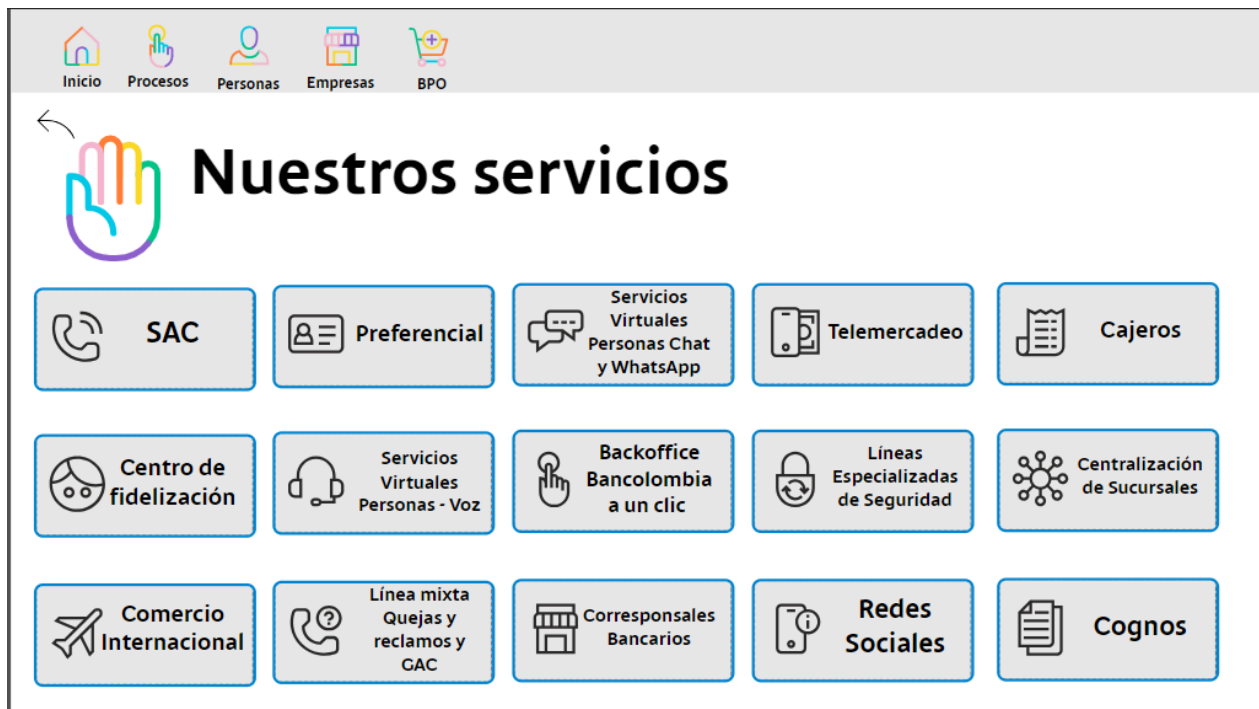 Inicio
Procesos
Personas
Empresas
BPO
Nuestros servicios
SAC
Preferencial
Servicios
Virtuales
Personas Chat
y WhatsApp
Telemercadeo
Cajeros
Centro de
fidelización
Servicios
Virtuales
Personas - Voz
Backoffice
Bancolombia
a un clic
Líneas
Especializadas
de Seguridad
Centralización
de Sucursales
Comercio
Internacional
Línea mixta
Quejas y
reclamos y
GAC
Corresponsales
Bancarios
Redes
Sociales
Cognos